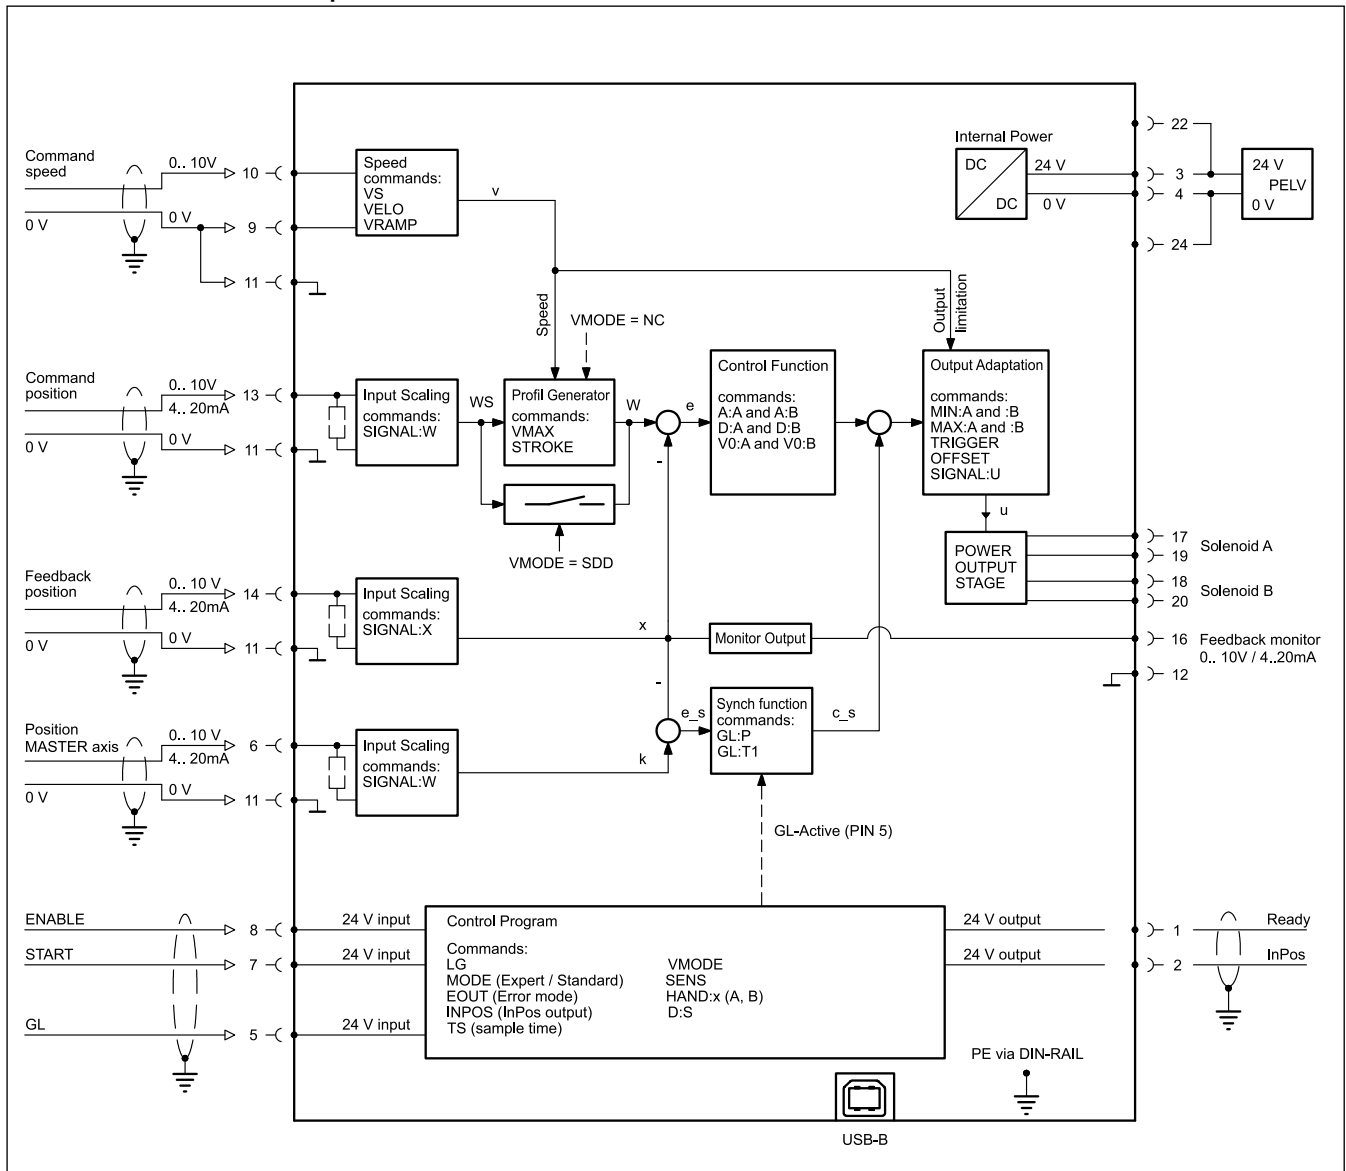 Command
speed
0.. 10V
10
0 V
0 V
9
11
Speed
commands:
VS
VELO
VRAMP
v
Internal Power
DC
DC
24 V
0 V
22
3
4
24
24 V
PELV
0 V
Speed
Output
limitation
VMODE = NC
Command
position
0.. 10V
4.. 20mA
13
0 V
0 V
11
Input Scaling
commands:
SIGNAL:W
WS
Profil Generator
commands:
VMAX
STROKE
W
-
e
Control Function
commands:
A:A and A:B
D:A and D:B
V0:A and V0:B
Output Adaptation
commands:
MIN:A and :B
MAX:A and :B
TRIGGER
OFFSET
SIGNAL:U
u
VMODE = SDD
POWER
OUTPUT
STAGE
17
19
Solenoid A
18
20
Solenoid B
Feedback
position
0.. 10 V
4.. 20mA
14
0 V
0 V
11
Input Scaling
commands:
SIGNAL:X
x
Monitor Output
16
Feedback monitor
0.. 10V / 4..20mA
12
-
Position
MASTER axis
0.. 10 V
4.. 20mA
6
0 V
0 V
11
Input Scaling
commands:
SIGNAL:W
k
e_s
Synch function
commands:
GL:P
GL:T1
c_s
GL-Active (PIN 5)
ENABLE
8
24 V input
START
7
24 V input
GL
5
24 V input
Control Program
Commands:
LG
MODE (Expert / Standard)
EOUT (Error mode)
INPOS (InPos output)
TS (sample time)
VMODE
SENS
HAND:x (A, B)
D:S
24 V output
1
Ready
24 V output
2
InPos
PE via DIN-RAIL
USB-B